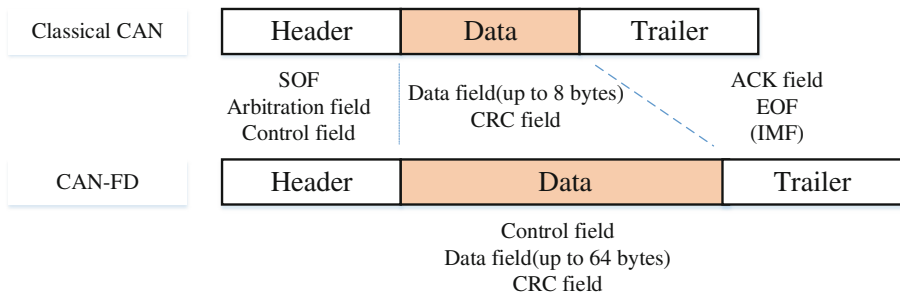 Classical CAN
Header
Data
Trailer
SOF
Arbitration field
Control field
Data field(up to 8 bytes)
CRC field
ACK field
EOF
(IMF)
CAN-FD
Header
Data
Trailer
Control field
Data field(up to 64 bytes)
CRC field